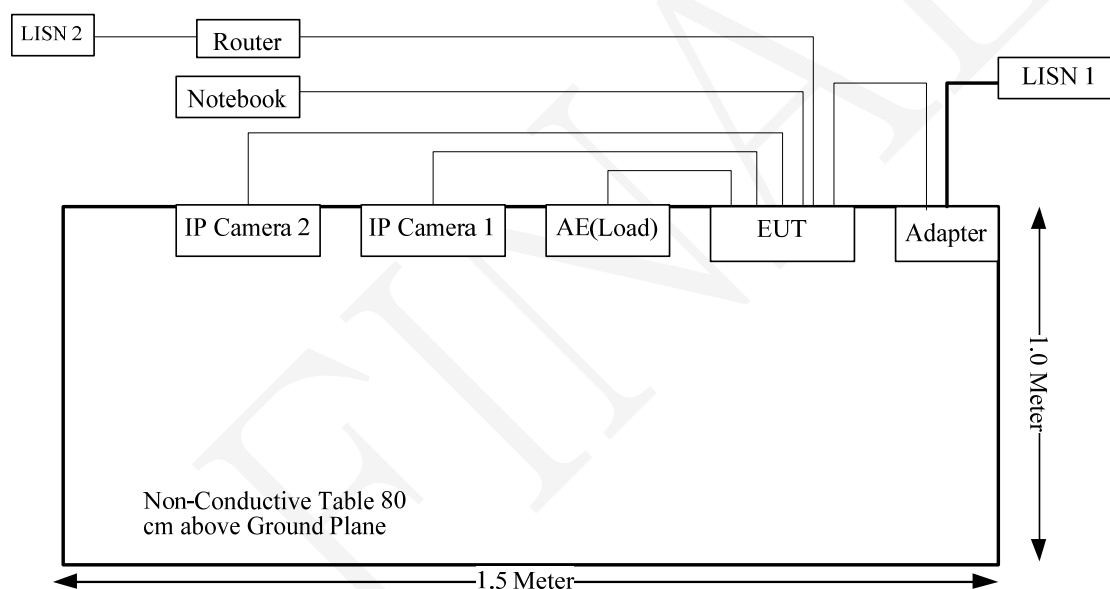 LISN 2
Router
LISN 1
Notebook
IP Camera 2
IP Camera 1
AE(Load)
EUT
Adapter
1.0 Meter
Non-Conductive Table 80
cm above Ground Plane
1.5 Meter
FINAL